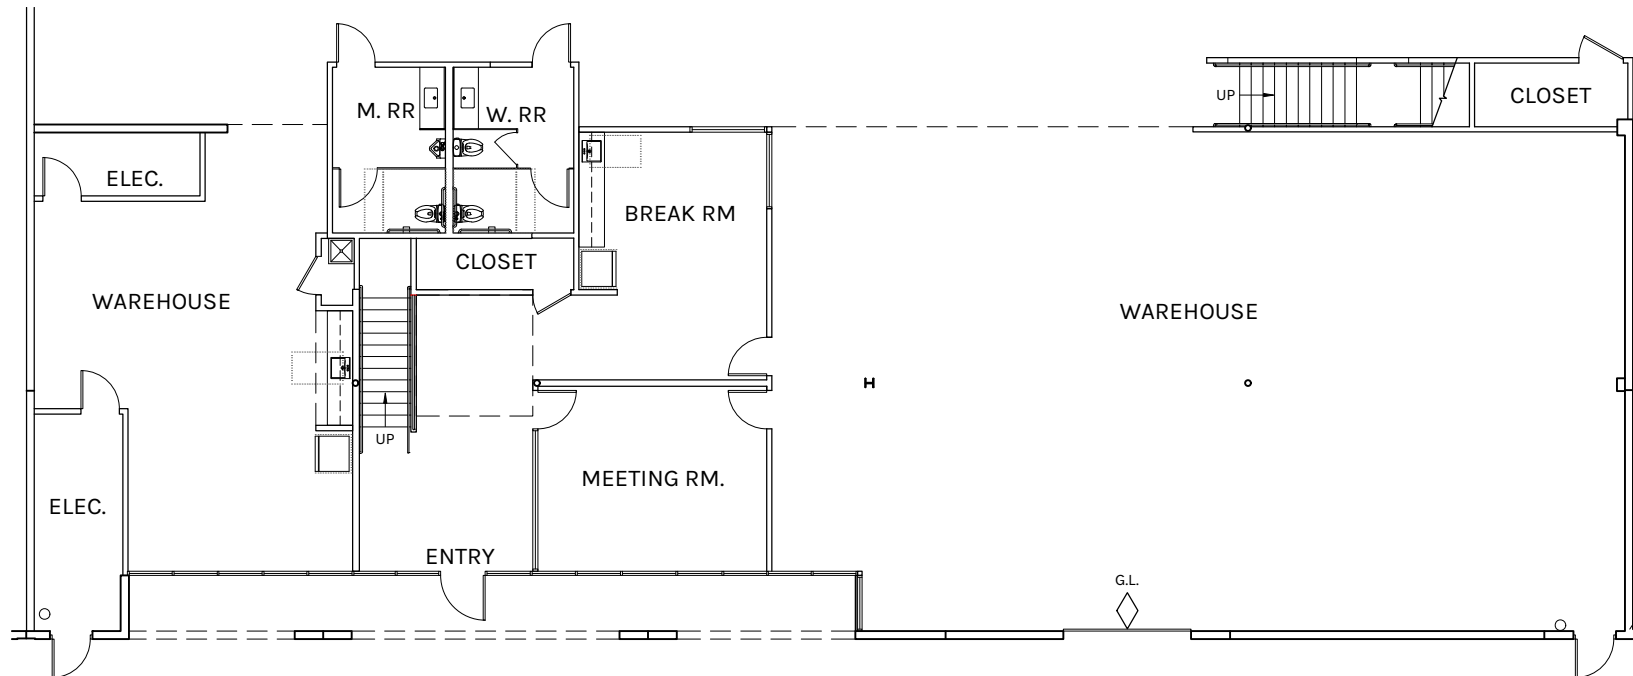 UP
CLOSET
M. RR
W. RR
ELEC.
BREAK RM
CLOSET
WAREHOUSE
WAREHOUSE
UP
MEETING RM.
ELEC.
ENTRY
G.L.